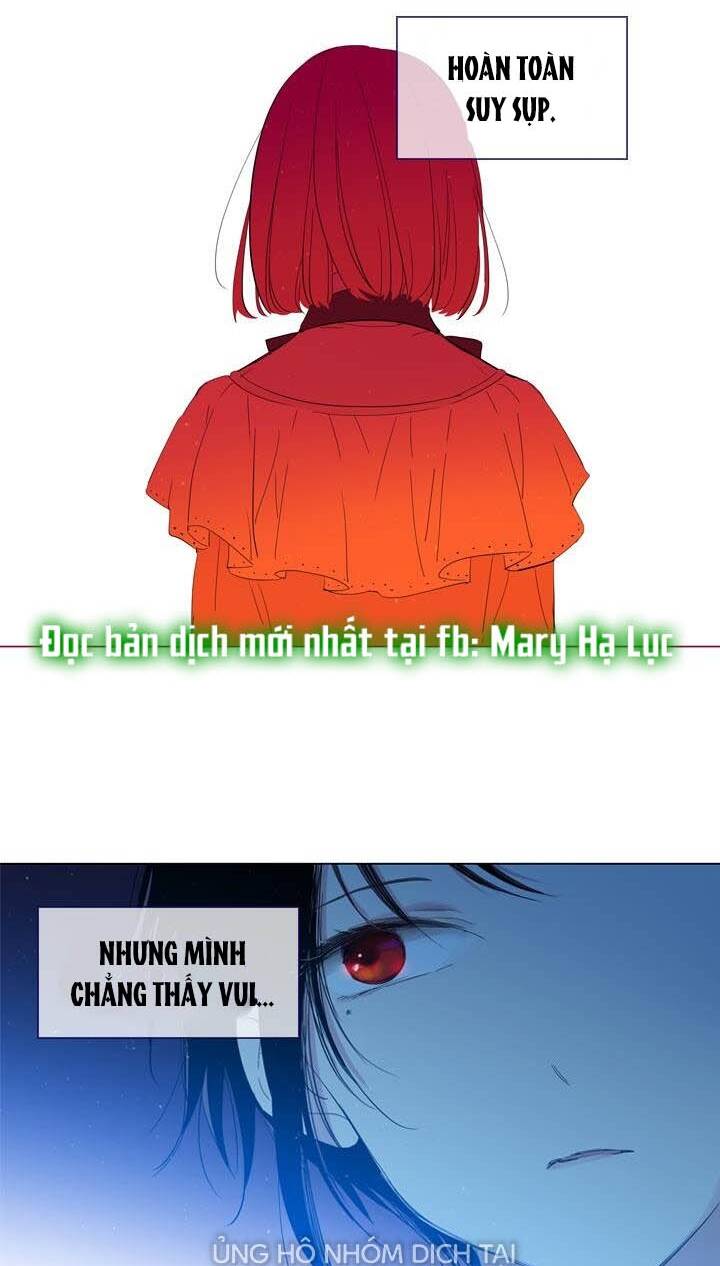 HOÀN TOÀN
SUY SỤP.
Đọc bản dịch mới nhất tại fb: Mary Hạ Lục
NHƯNG MÌNH
CHẲNG THẤY VUI...
ỦNG HỘ NHÓM DỊCH TẠI